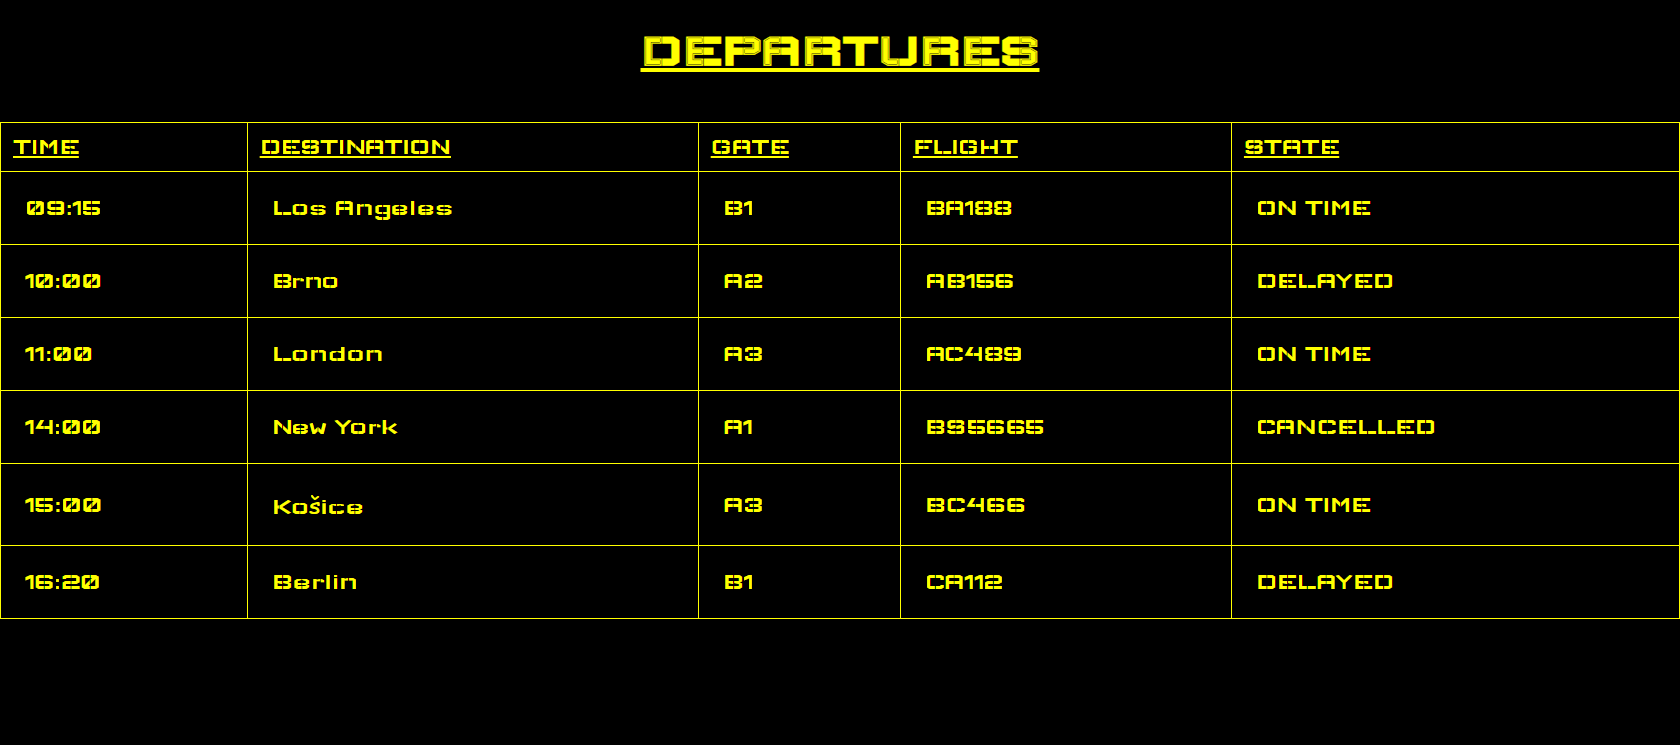 DEPARTURES
TIME DESTINATION GATE FLIGHT STATE
09:15 Los Angeles B1 BA188 ON TIME
10:00 Brno A2 AB156 DELAYED
11:00 London A3 AC489 ON TIME
14:00 New York A1 B95665 CANCELLED
15:00 Košice A3 BC466 ON TIME
16:20 Berlin B1 CA112 DELAYED